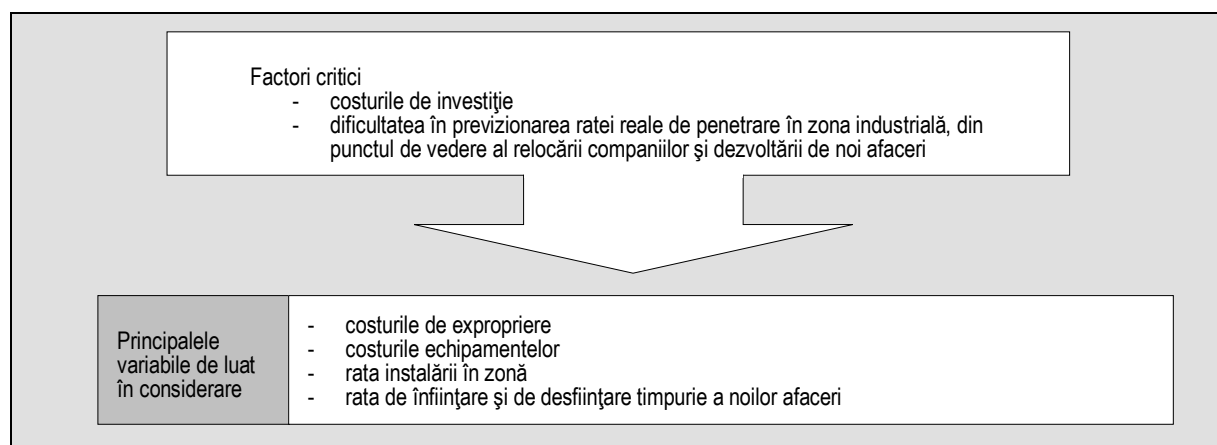 Factori critici
- costurile de investiţie
- dificultatea în previzionarea ratei reale de penetrare în zona industrială, din
punctul de vedere al relocării companiilor şi dezvoltării de noi afaceri
Principalele
variabile de luat
în considerare
- costurile de expropriere
- costurile echipamentelor
- rata instalării în zonă
- rata de înfiinţare şi de desfiinţare timpurie a noilor afaceri